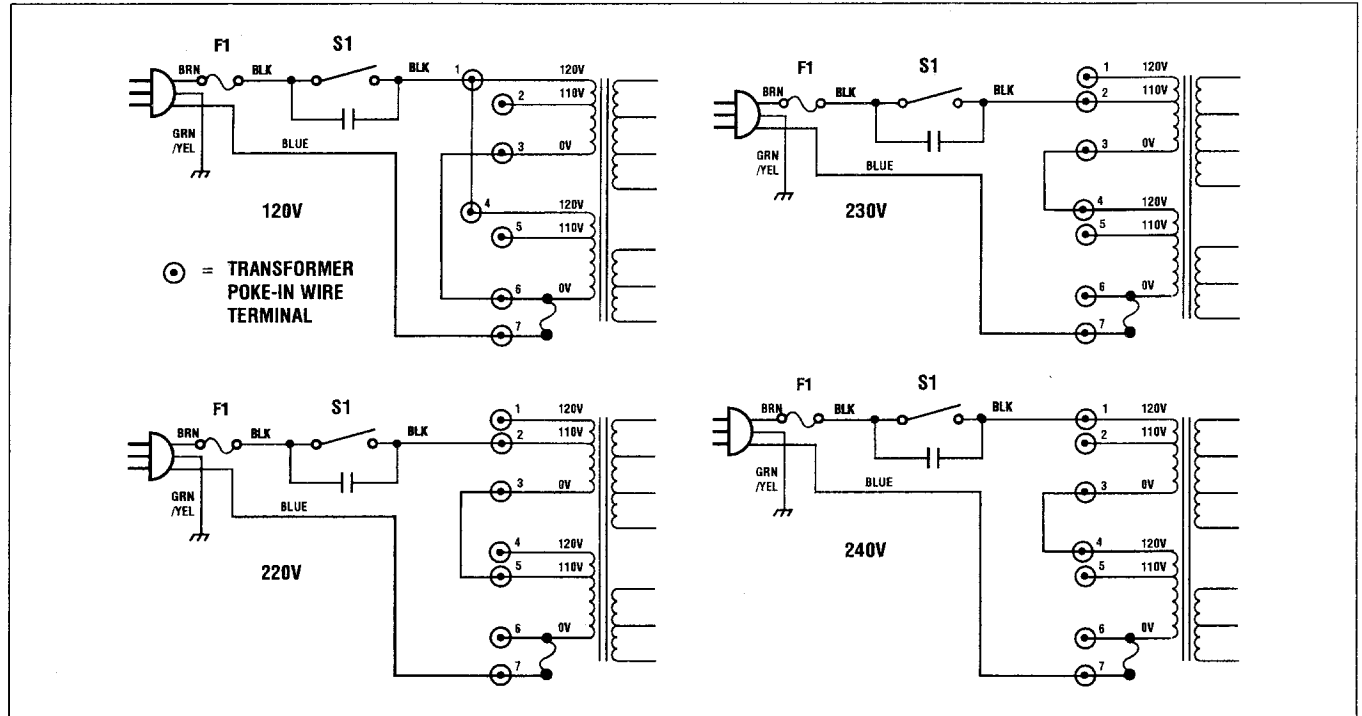 F1
S1
BRN
BLK
BLK
GRN
/YEL
BLUE
120V
= TRANSFORMER
POKE-IN WIRE
TERMINAL
1
120V
2
110V
3
0V
4
120V
5
110V
6
0V
7
F1
S1
BRN
BLK
BLK
GRN
/YEL
BLUE
230V
1
120V
2
110V
3
0V
4
120V
5
110V
6
0V
7
F1
S1
BRN
BLK
BLK
GRN
/YEL
BLUE
220V
1
120V
2
110V
3
0V
4
120V
5
110V
6
0V
7
F1
S1
BRN
BLK
BLK
GRN
/YEL
BLUE
240V
1
120V
2
110V
3
0V
4
120V
5
110V
6
0V
7